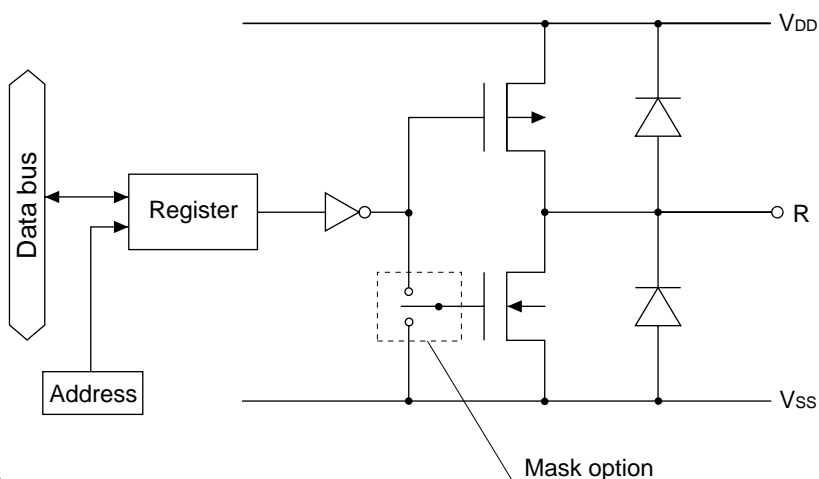 VDD
Data bus
Register
R
Address
VSS
Mask option